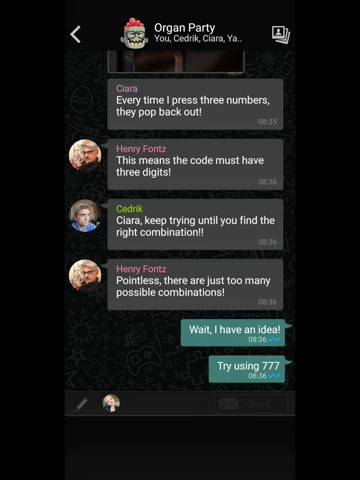 Organ Party
You, Cedrik, Ciara, Ya..
Ciara
Every time I press three numbers,
they pop back out!
08:35
Henry Fontz
This means the code must have
three digits!
08:36
Cedrik
Ciara, keep trying until you find the
right combination!!
08:36
Henry Fontz
Pointless, there are just too many
possible combinations!
08:36
Wait, I have an idea!
08:36
Try using 777
08:36
Send